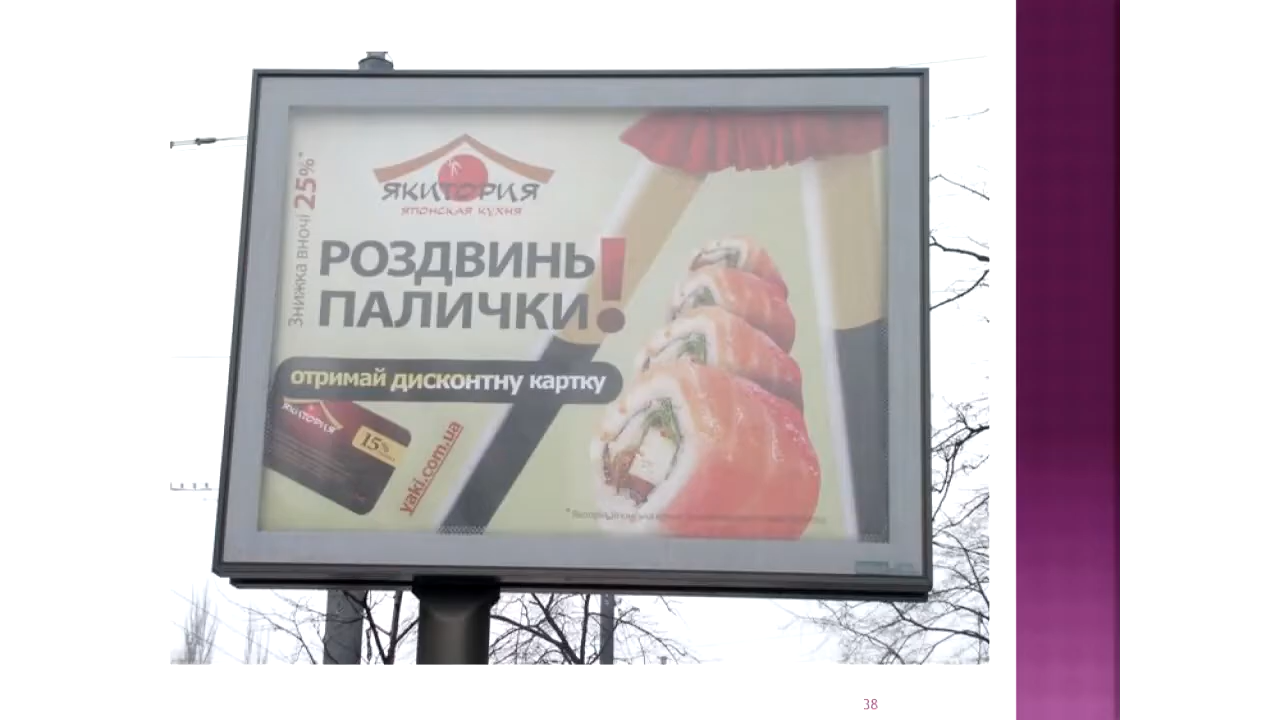 ЯКИТОРИЯ
ЯПОНСКАЯ КУХНЯ
Знижка вночі 25%*
РОЗДВИНЬ
ПАЛИЧКИ!
отримай дисконтну картку
ЯКИТОРИЯ
15%
yaki.com.ua
38